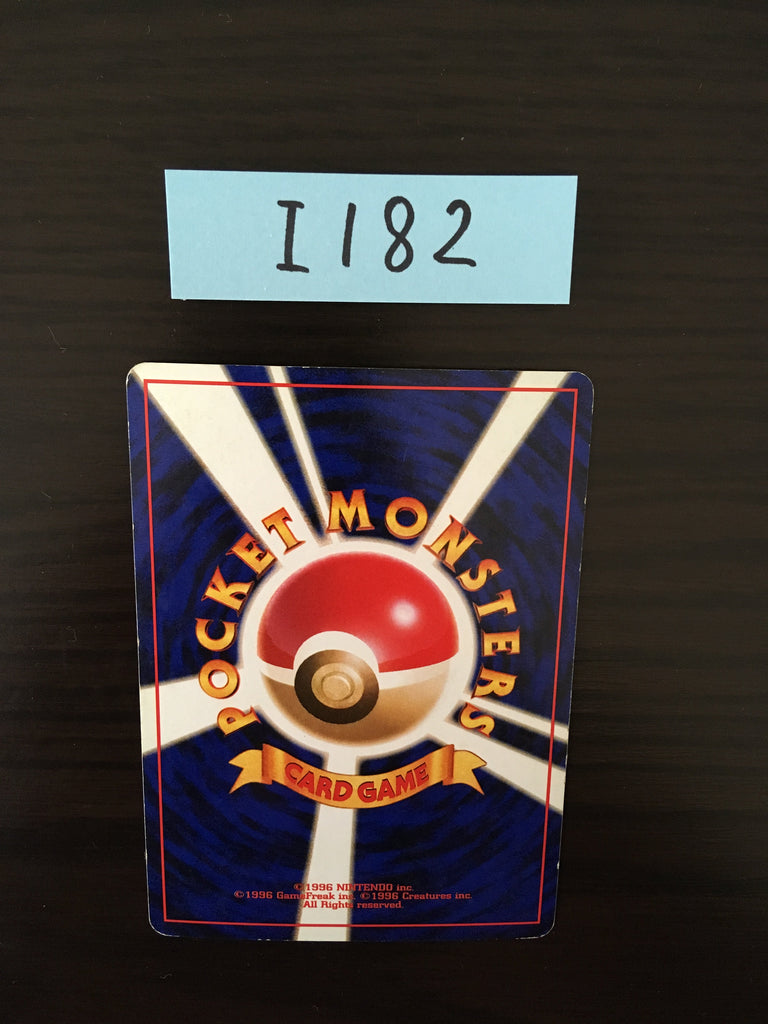 I182
POCKET MONSTERS
CARD GAME
©1996 NINTENDO inc.
©1996 GameFreak inc. ©1996 Creatures inc.
All Rights reserved.